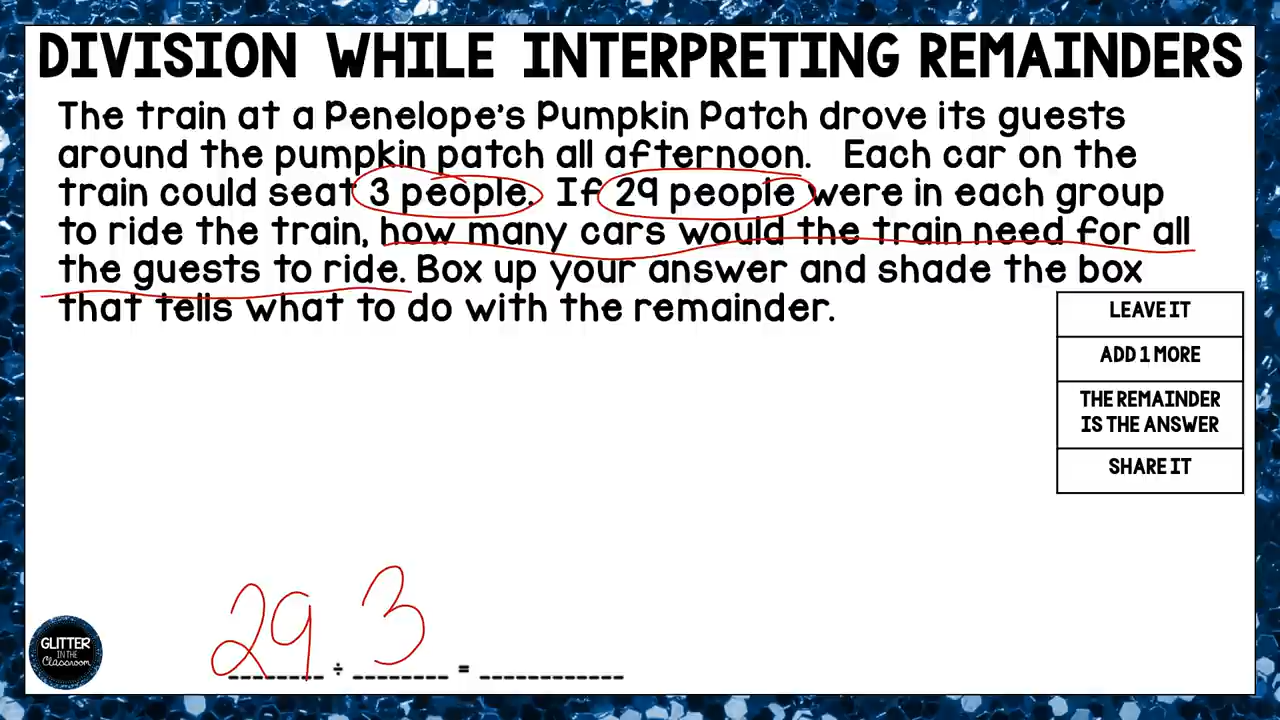 DIVISION WHILE INTERPRETING REMAINDERS
The train at a Penelope's Pumpkin Patch drove its guests
around the pumpkin patch all afternoon. Each car on the
train could seat 3 people. If 29 people were in each group
to ride the train, how many cars would the train need for all
the guests to ride. Box up your answer and shade the box
that tells what to do with the remainder.
LEAVE IT
ADD 1 MORE
THE REMAINDER
IS THE ANSWER
SHARE IT
29 ÷ 3 =
GLITTER
IN THE
Classroom